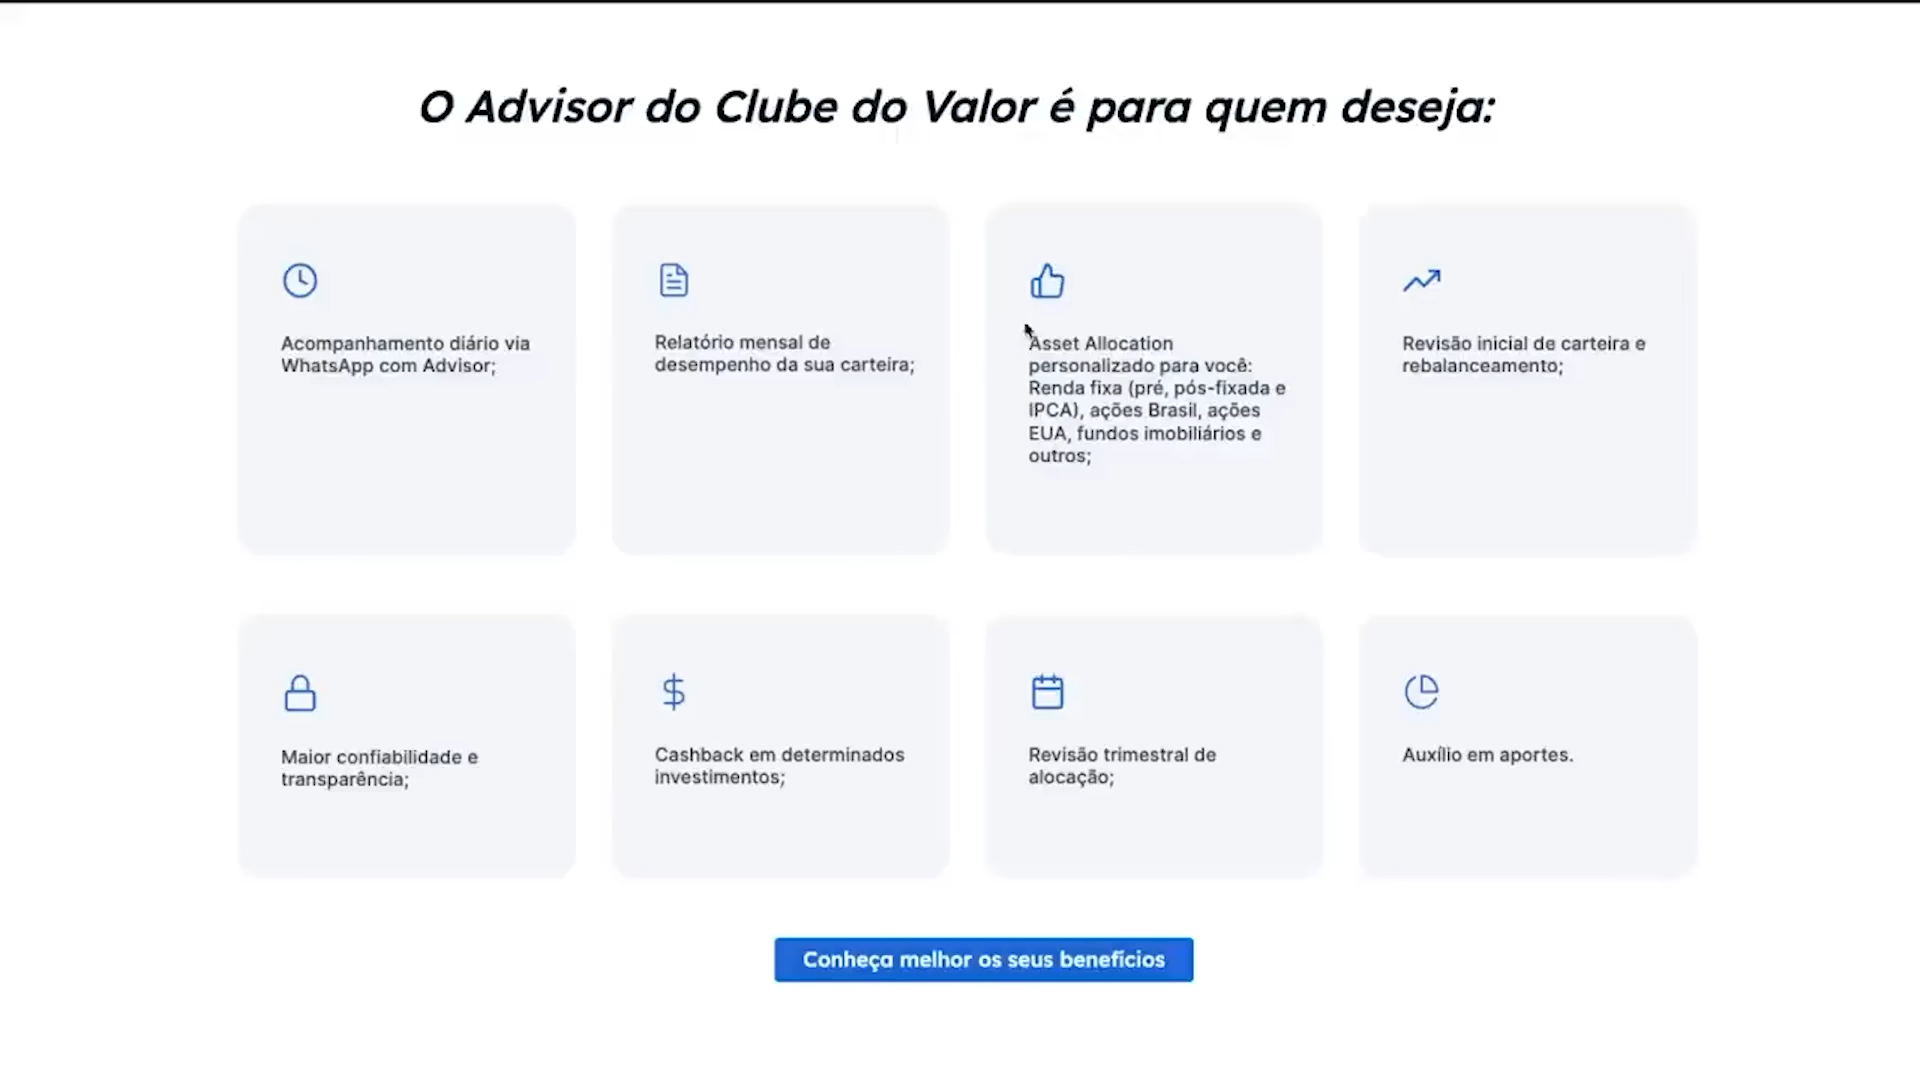 O Advisor do Clube do Valor é para quem deseja:
Acompanhamento diário via
WhatsApp com Advisor;
Relatório mensal de
desempenho da sua carteira;
Asset Allocation
personalizado para você:
Renda fixa (pré, pós-fixada e
IPCA), ações Brasil, ações
EUA, fundos imobiliários e
outros;
Revisão inicial de carteira e
rebalanceamento;
Maior confiabilidade e
transparência;
Cashback em determinados
investimentos;
Revisão trimestral de
alocação;
Auxílio em aportes.
Conheça melhor os seus benefícios